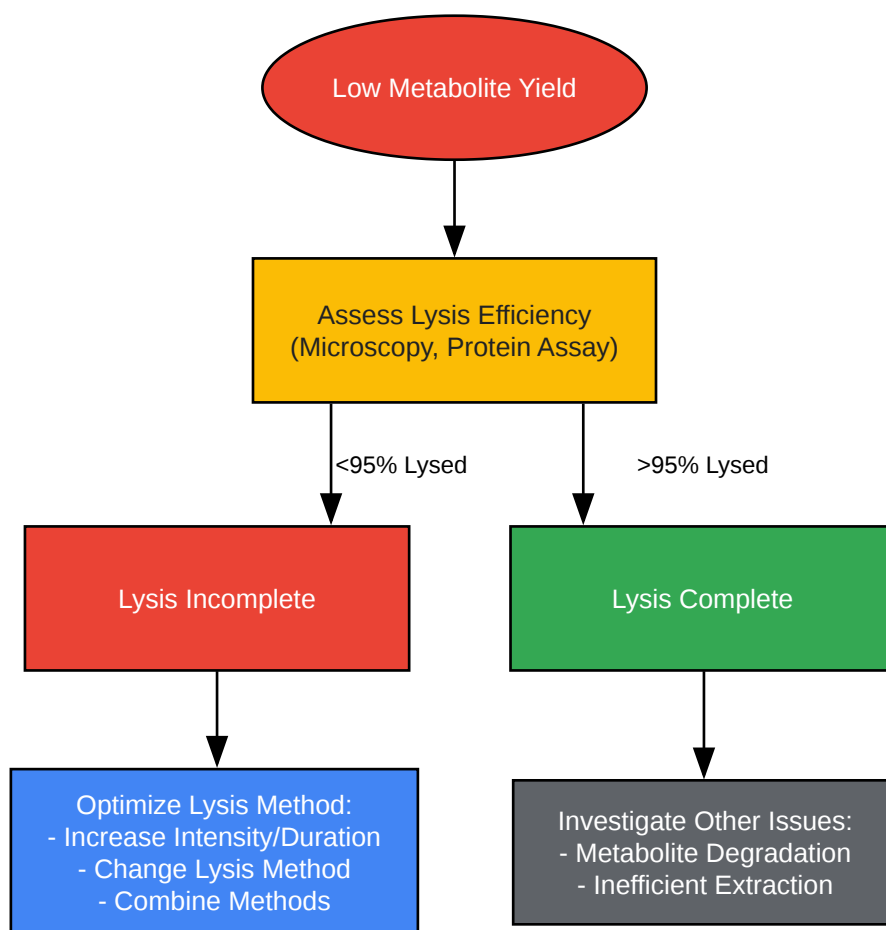 Low Metabolite Yield
Assess Lysis Efficiency
(Microscopy, Protein Assay)
<95% Lysed
>95% Lysed
Lysis Incomplete
Lysis Complete
Optimize Lysis Method:
- Increase Intensity/Duration
- Change Lysis Method
- Combine Methods
Investigate Other Issues:
- Metabolite Degradation
- Inefficient Extraction